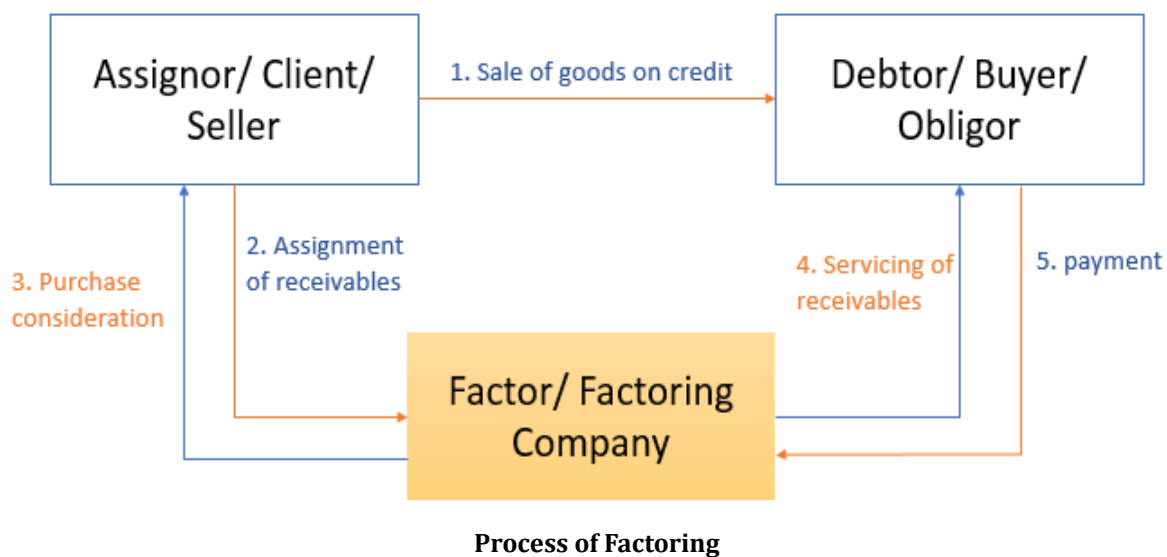 Assignor/ Client/
Seller
1. Sale of goods on credit
Debtor/ Buyer/
Obligor
2. Assignment
of receivables
3. Purchase
consideration
4. Servicing of
receivables
5. payment
Factor/ Factoring
Company
Process of Factoring